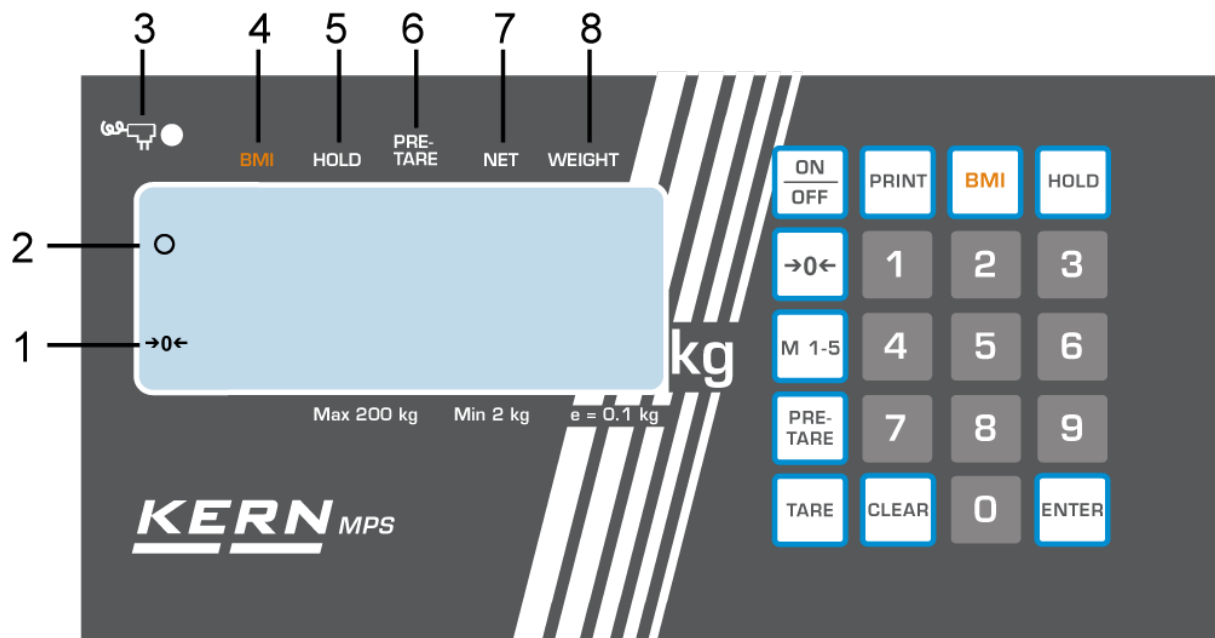 3 4 5 6 7 8
BMI HOLD PRE-TARE NET WEIGHT
2
1 →0←
kg
Max 200 kg Min 2 kg e = 0.1 kg
KERN MPS
ON
OFF
PRINT BMI HOLD
→0← 1 2 3
M 1-5 4 5 6
PRE-
TARE
7 8 9
TARE CLEAR 0 ENTER